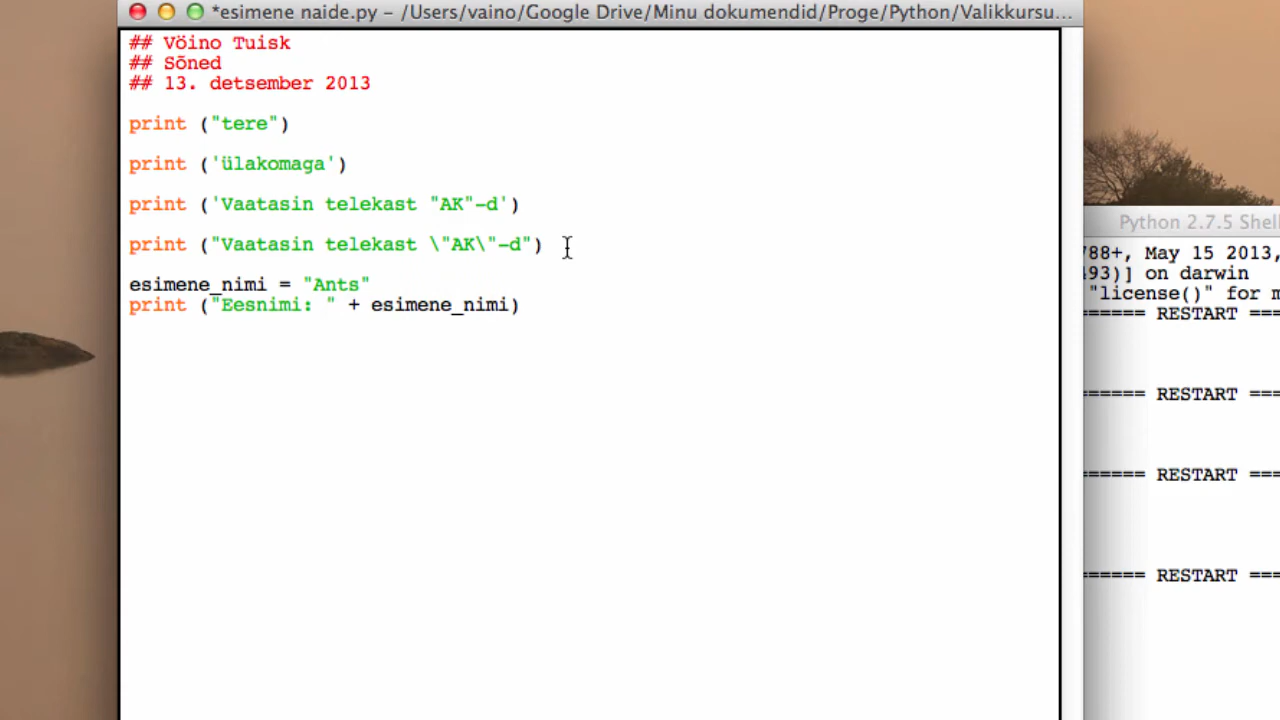 *esimene naide.py – /Users/vaino/Google Drive/Minu dokumendid/Proge/Python/Valikkursu...
## Vöino Tuisk
## Sõned
## 13. detsember 2013
print ("tere")
print ('ülakomaga')
print ('Vaatasin telekast "AK"-d')
print ("Vaatasin telekast \"AK\"-d")
esimene_nimi = "Ants"
print ("Eesnimi: " + esimene_nimi)
Python 2.7.5 Shell
788+, May 15 2013,
493)] on darwin
"license()" for m
====== RESTART ===
====== RESTART ===
====== RESTART ===
====== RESTART ===